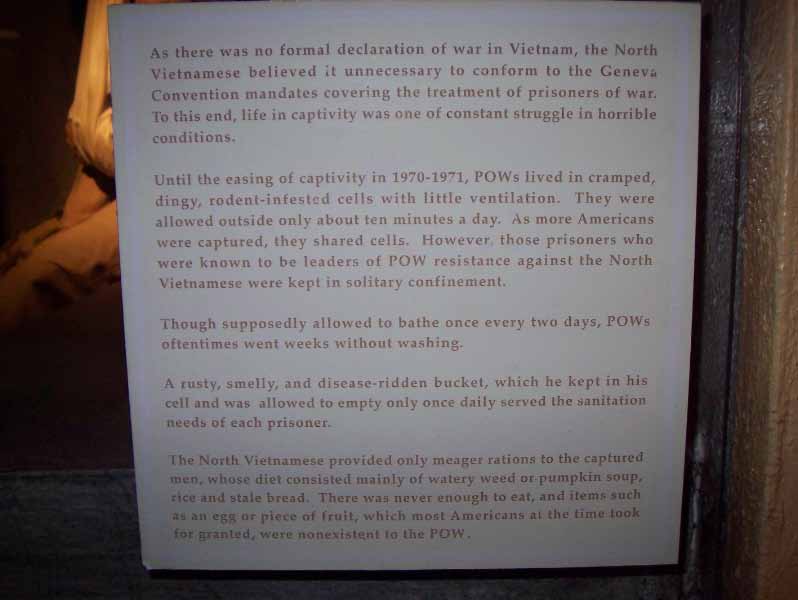 As there was no formal declaration of war in Vietnam, the North
Vietnamese believed it unnecessary to conform to the Geneva
Convention mandates covering the treatment of prisoners of war.
To this end, life in captivity was one of constant struggle in horrible
conditions.
Until the easing of captivity in 1970-1971, POWs lived in cramped,
dingy, rodent-infested cells with little ventilation. They were
allowed outside only about ten minutes a day. As more Americans
were captured, they shared cells. However, those prisoners who
were known to be leaders of POW resistance against the North
Vietnamese were kept in solitary confinement.
Though supposedly allowed to bathe once every two days, POWs
oftentimes went weeks without washing.
A rusty, smelly, and disease-ridden bucket, which he kept in his
cell and was allowed to empty only once daily served the sanitation
needs of each prisoner.
The North Vietnamese provided only meager rations to the captured
men, whose diet consisted mainly of watery weed or pumpkin soup,
rice and stale bread. There was never enough to eat, and items such
as an egg or piece of fruit, which most Americans at the time took
for granted, were nonexistent to the POW.